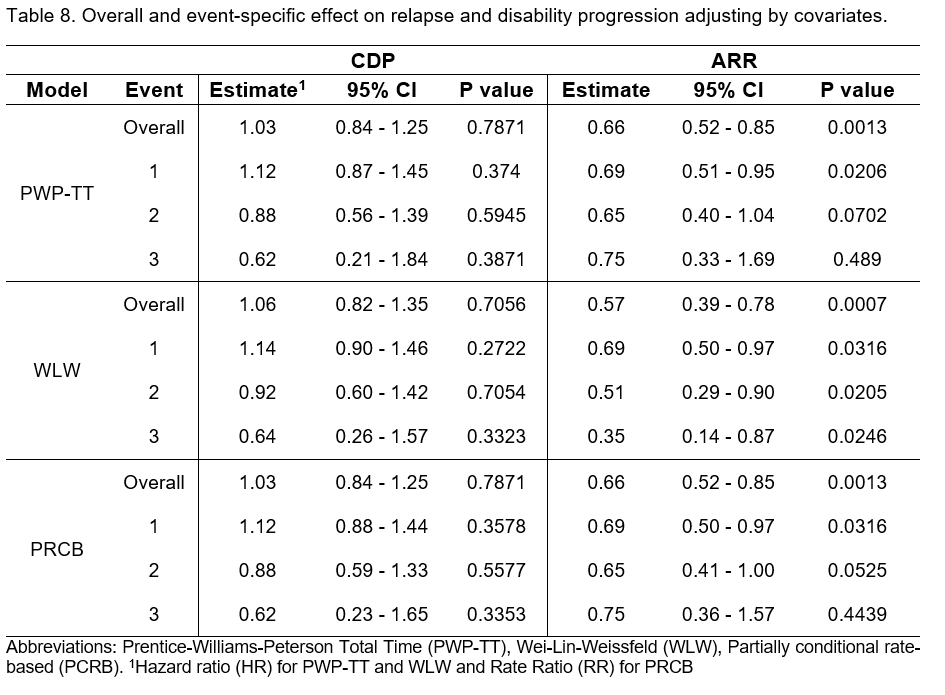 Table 8. Overall and event-specific effect on relapse and disability progression adjusting by covariates.
CDP ARR
Model Event Estimate¹ 95% CI P value Estimate 95% CI P value
Overall 1.03 0.84 - 1.25 0.7871 0.66 0.52 - 0.85 0.0013
1 1.12 0.87 - 1.45 0.374 0.69 0.51 - 0.95 0.0206
PWP-TT
2 0.88 0.56 - 1.39 0.5945 0.65 0.40 - 1.04 0.0702
3 0.62 0.21 - 1.84 0.3871 0.75 0.33 - 1.69 0.489
Overall 1.06 0.82 - 1.35 0.7056 0.57 0.39 - 0.78 0.0007
1 1.14 0.90 - 1.46 0.2722 0.69 0.50 - 0.97 0.0316
WLW
2 0.92 0.60 - 1.42 0.7054 0.51 0.29 - 0.90 0.0205
3 0.64 0.26 - 1.57 0.3323 0.35 0.14 - 0.87 0.0246
Overall 1.03 0.84 - 1.25 0.7871 0.66 0.52 - 0.85 0.0013
1 1.12 0.88 - 1.44 0.3578 0.69 0.50 - 0.97 0.0316
PRCB
2 0.88 0.59 - 1.33 0.5577 0.65 0.41 - 1.00 0.0525
3 0.62 0.23 - 1.65 0.3353 0.75 0.36 - 1.57 0.4439
Abbreviations: Prentice-Williams-Peterson Total Time (PWP-TT), Wei-Lin-Weissfeld (WLW), Partially conditional rate-
based (PCRB). ¹Hazard ratio (HR) for PWP-TT and WLW and Rate Ratio (RR) for PRCB